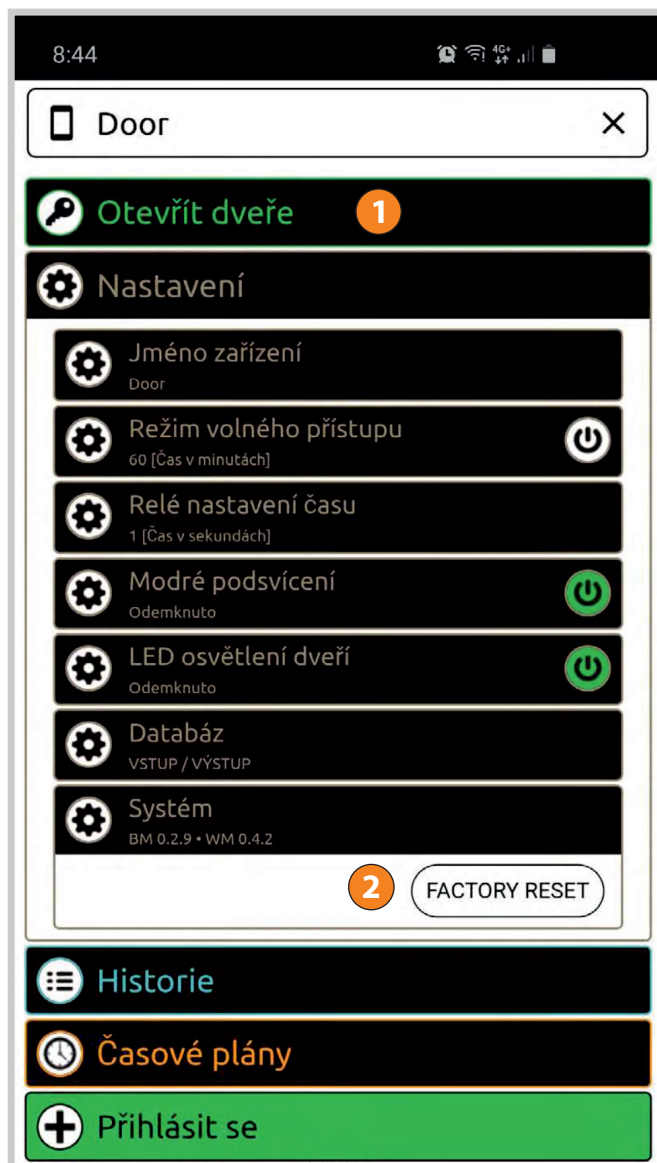 8:44
4G+
Door
Otevřít dveře
1
Nastavení
Jméno zařízení
Door
Režim volného přístupu
60 [Čas v minutách]
Relé nastavení času
1 [Čas v sekundách]
Modré podsvícení
Odemknuto
LED osvětlení dveří
Odemknuto
Databáz
VSTUP / VÝSTUP
Systém
BM 0.2.9 • WM 0.4.2
2
FACTORY RESET
Historie
Časové plány
Přihlásit se